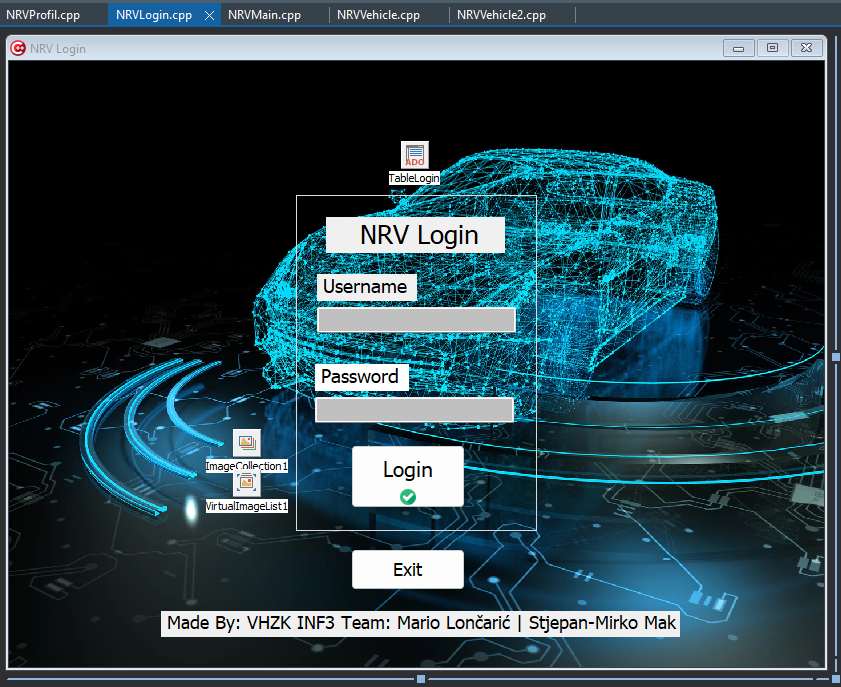 NRVProfil.cpp NRVLogin.cpp NRVMain.cpp NRVVehicle.cpp NRVVehicle2.cpp
NRV Login
ADO
TableLogin
NRV Login
Username
Password
ImageCollection1
VirtualImageList1
Login
Exit
Made By: VHZK INF3 Team: Mario Lončarić | Stjepan-Mirko Mak